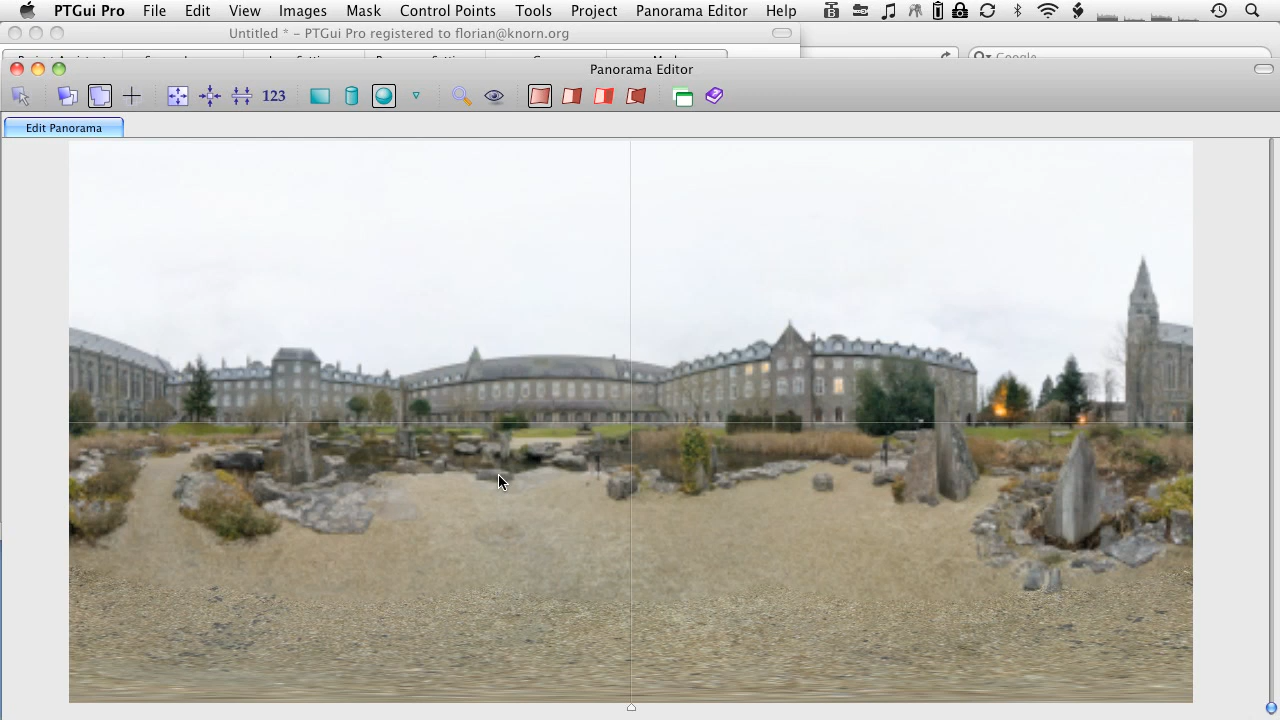 PTGui Pro File Edit View Images Mask Control Points Tools Project Panorama Editor Help
Untitled * – PTGui Pro registered to florian@knorn.org
Google
Panorama Editor
123
Edit Panorama